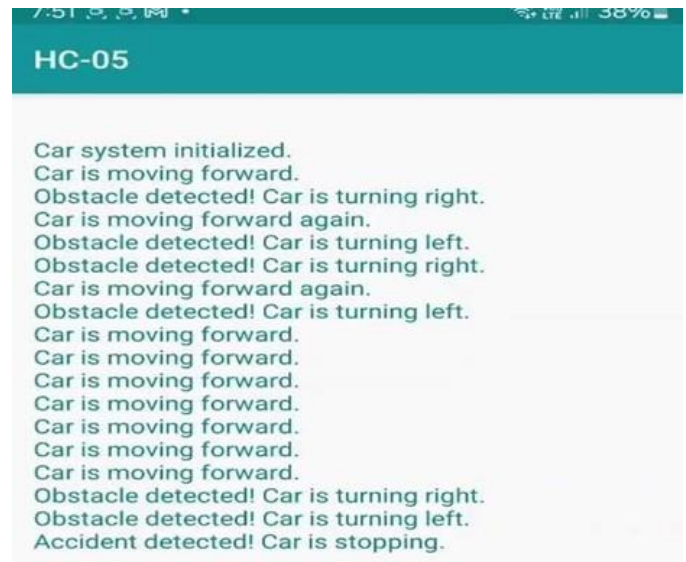 7:51
LTE
38%
HC-05
Car system initialized.
Car is moving forward.
Obstacle detected! Car is turning right.
Car is moving forward again.
Obstacle detected! Car is turning left.
Obstacle detected! Car is turning right.
Car is moving forward again.
Obstacle detected! Car is turning left.
Car is moving forward.
Car is moving forward.
Car is moving forward.
Car is moving forward.
Car is moving forward.
Car is moving forward.
Car is moving forward.
Obstacle detected! Car is turning right.
Obstacle detected! Car is turning left.
Accident detected! Car is stopping.